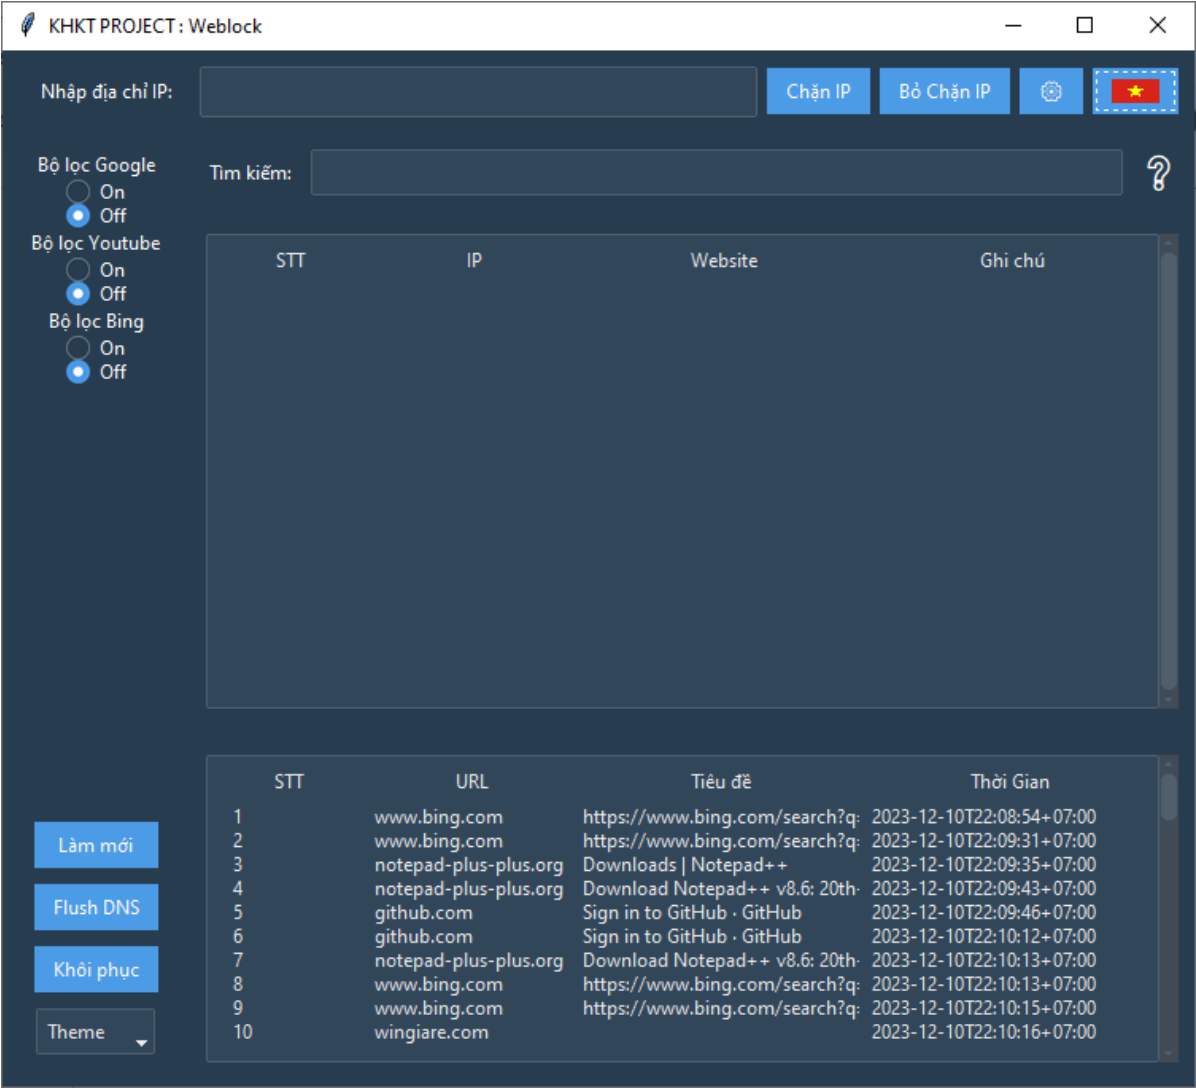 KHKT PROJECT : Weblock
Nhập địa chỉ IP:
Chặn IP
Bỏ Chặn IP
Bộ lọc Google
On
Off
Bộ lọc Youtube
On
Off
Bộ lọc Bing
On
Off
Tìm kiếm:
STT IP Website Ghi chú
STT URL Tiêu đề Thời Gian
1 www.bing.com https://www.bing.com/search?q= 2023-12-10T22:08:54+07:00
2 www.bing.com https://www.bing.com/search?q= 2023-12-10T22:09:31+07:00
3 notepad-plus-plus.org Downloads | Notepad++ 2023-12-10T22:09:35+07:00
4 notepad-plus-plus.org Download Notepad++ v8.6: 20th- 2023-12-10T22:09:43+07:00
5 github.com Sign in to GitHub · GitHub 2023-12-10T22:09:46+07:00
6 github.com Sign in to GitHub · GitHub 2023-12-10T22:10:12+07:00
7 notepad-plus-plus.org Download Notepad++ v8.6: 20th- 2023-12-10T22:10:13+07:00
8 www.bing.com https://www.bing.com/search?q= 2023-12-10T22:10:13+07:00
9 www.bing.com https://www.bing.com/search?q= 2023-12-10T22:10:15+07:00
10 wingiare.com 2023-12-10T22:10:16+07:00
Làm mới
Flush DNS
Khôi phục
Theme